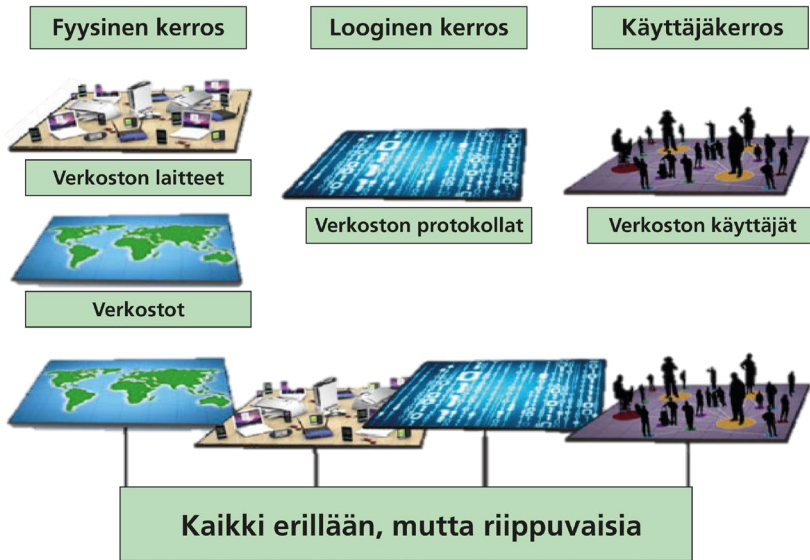 Fyysinen kerros
Looginen kerros
Käyttäjäkerros
Verkoston laitteet
Verkoston protokollat
Verkoston käyttäjät
Verkostot
Kaikki erillään, mutta riippuvaisia